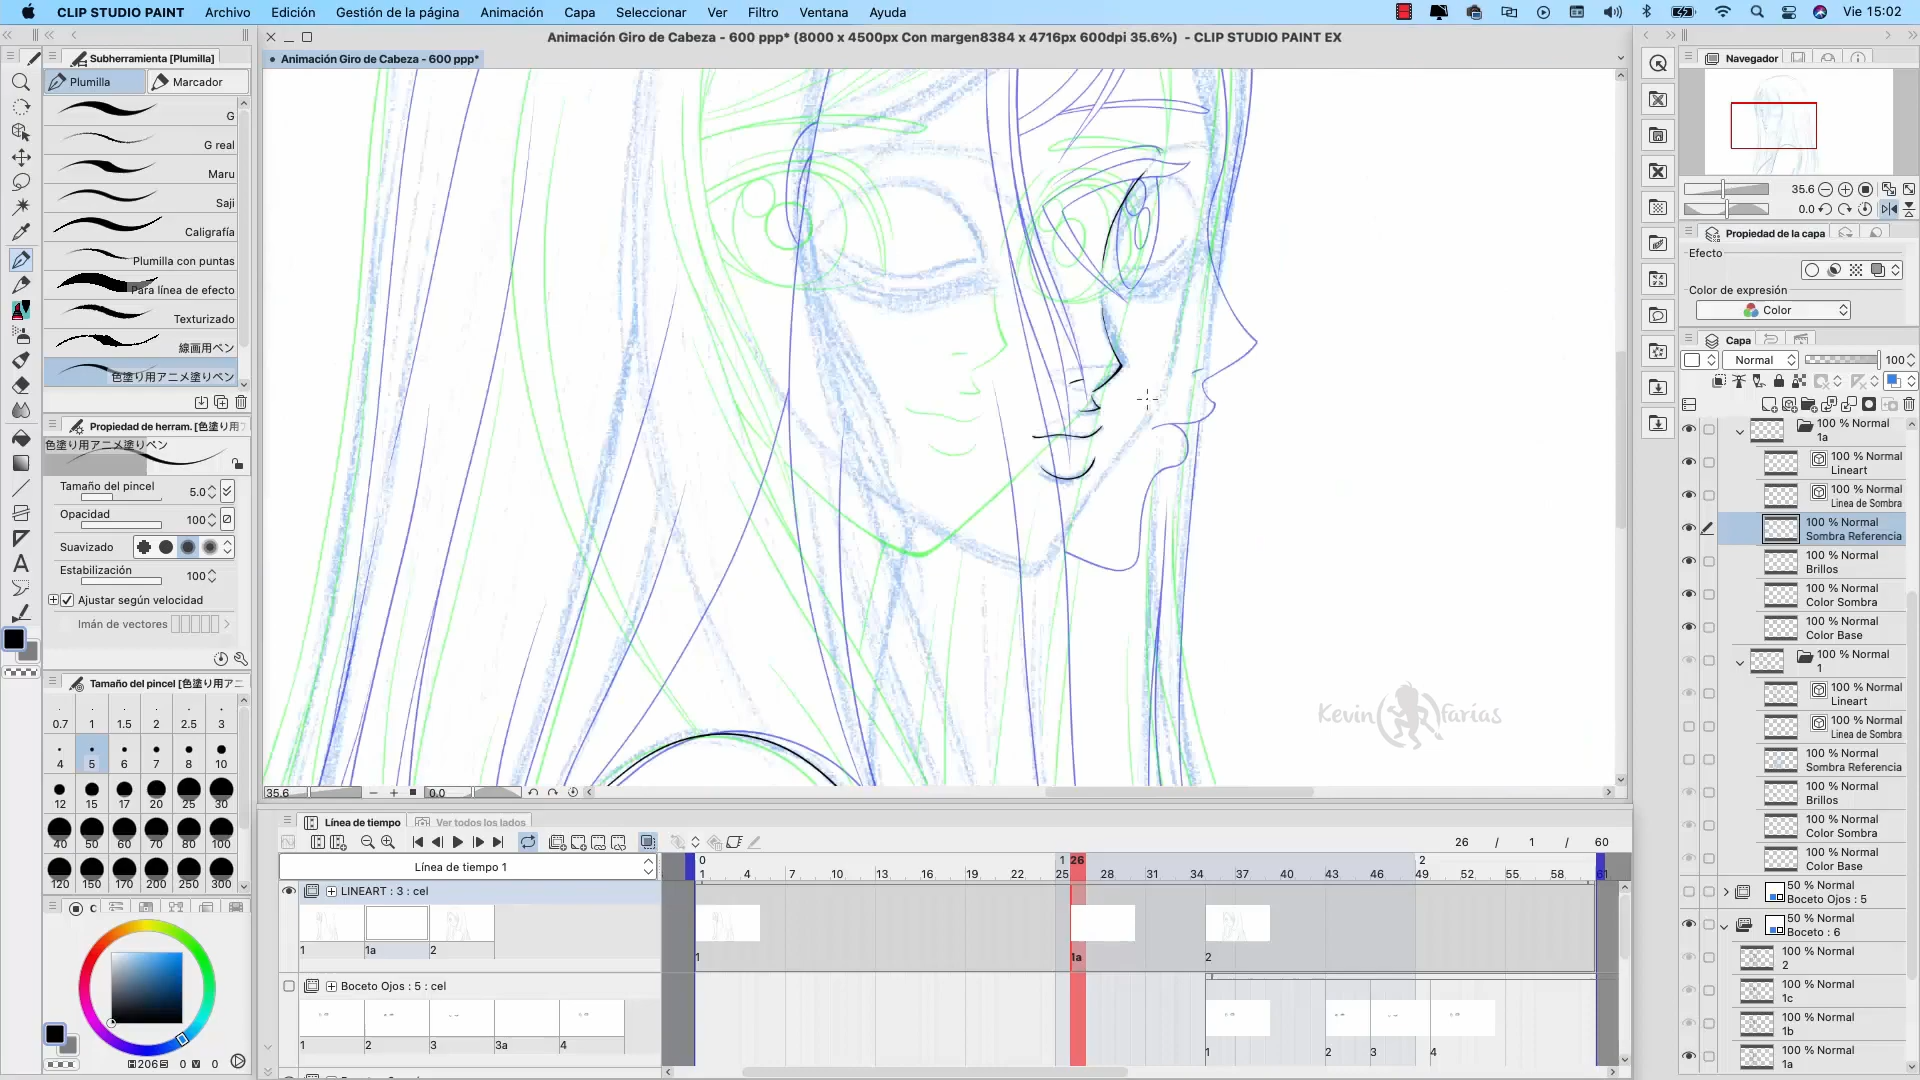 CLIP STUDIO PAINT Archivo Edición Gestión de la página Animación Capa Seleccionar Ver Filtro Ventana Ayuda
Vie 15:02
Animación Giro de Cabeza - 600 ppp* (8000 x 4500px Con margen8384 x 4716px 600dpi 35.6%) - CLIP STUDIO PAINT EX
Animación Giro de Cabeza - 600 ppp*
Subherramienta [Plumilla]
Plumilla
Marcador
G
G real
Maru
Saji
Caligrafía
Plumilla con puntas
Para línea de efecto
Texturizado
線画用ペン
色塗り用アニメ塗りペン
Propiedad de herram. [色塗り用ア
色塗り用アニメ塗りペン
Tamaño del pincel 5.0
Opacidad 100
Suavizado
Estabilización 100
Ajustar según velocidad
Imán de vectores
Tamaño del pincel [色塗り用アニ
0.7 1 1.5 2 2.5 3
4 5 6 7 8 10
12 15 17 20 25 30
40 50 60 70 80 100
120 150 170 200 250 300
206 0 V 0
Kevin farías
35.6 0.0
Línea de tiempo
Ver todos los lados
26 / 1 / 60
Línea de tiempo 1
0 1 26 2
1 4 7 10 13 16 19 22 25 28 31 34 37 40 43 46 49 52 55 58 61
LINEART : 3 : cel
1 1a 2
1 1a 2
Boceto Ojos : 5 : cel
1 2 3 3a 4
1 2 3 4
Navegador
35.6
0.0
Propiedad de la capa
Efecto
Color de expresión
Color
Capa
Normal 100
100 % Normal
1a
100 % Normal
Lineart
100 % Normal
Linea de Sombra
100 % Normal
Sombra Referencia
100 % Normal
Brillos
100 % Normal
Color Sombra
100 % Normal
Color Base
100 % Normal
1
100 % Normal
Lineart
100 % Normal
Linea de Sombra
100 % Normal
Sombra Referencia
100 % Normal
Brillos
100 % Normal
Color Sombra
100 % Normal
Color Base
50 % Normal
Boceto Ojos : 5
50 % Normal
Boceto : 6
100 % Normal
2
100 % Normal
1c
100 % Normal
1b
100 % Normal
1a